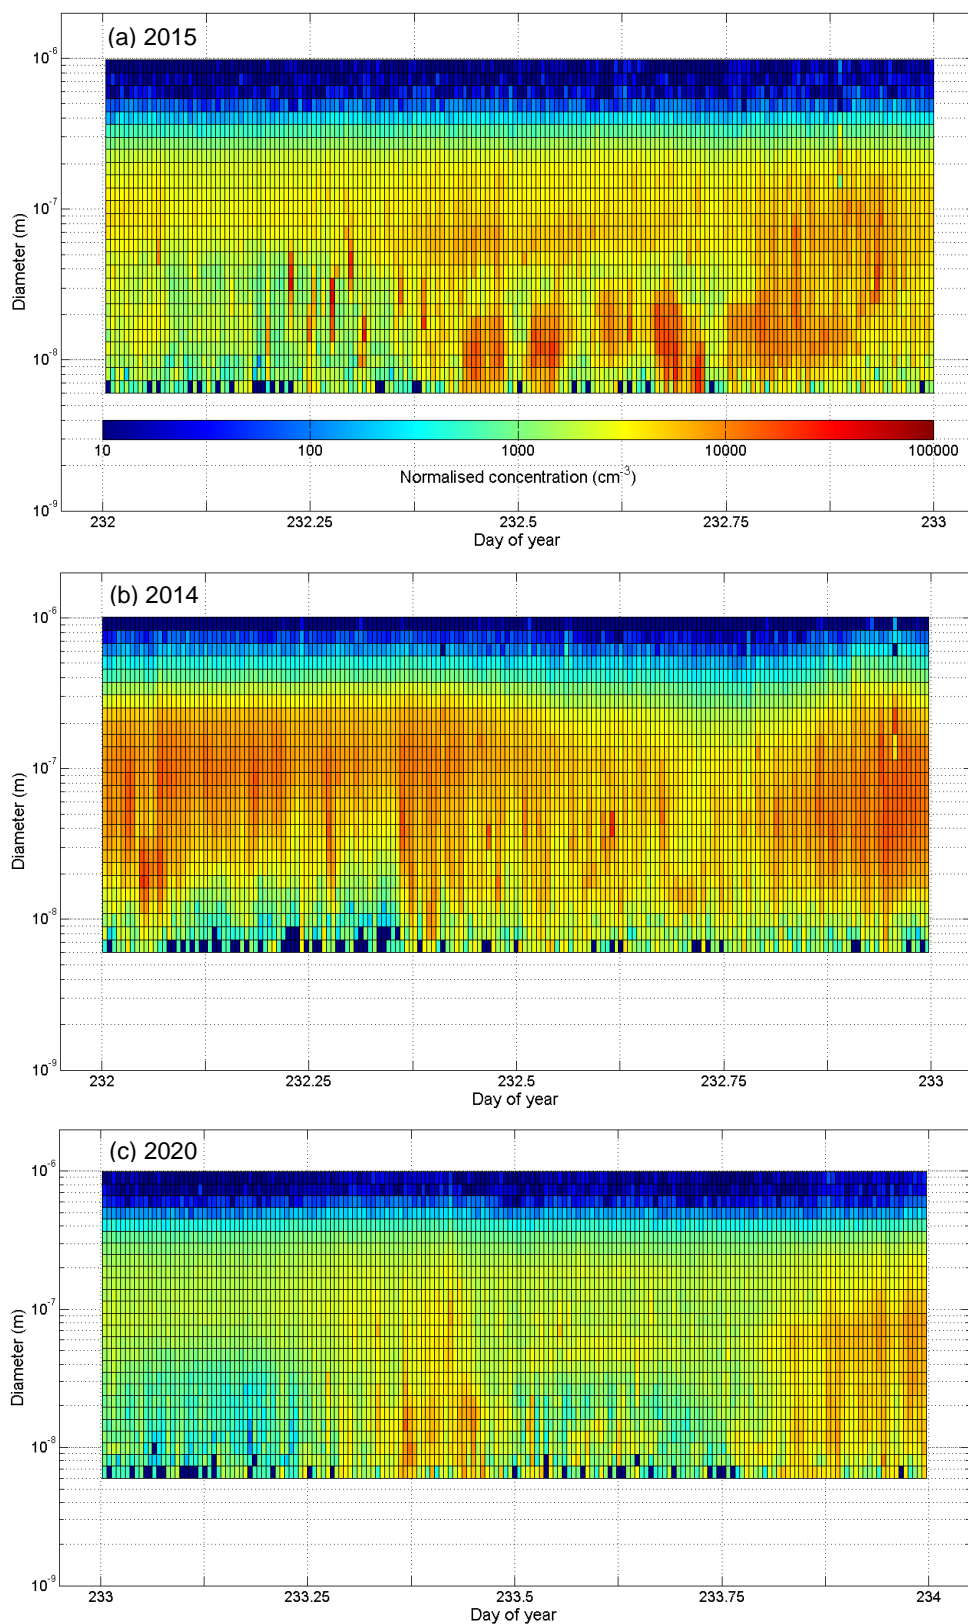 (a) 2015
10-6
10-7
Diameter (m)
10-8
10 100 1000 10000 100000
Normalised concentration (cm-3)
10-9
232 232.25 232.5 232.75 233
Day of year
(b) 2014
10-6
10-7
Diameter (m)
10-8
10-9
232 232.25 232.5 232.75 233
Day of year
(c) 2020
10-6
10-7
Diameter (m)
10-8
10-9
233 233.25 233.5 233.75 234
Day of year